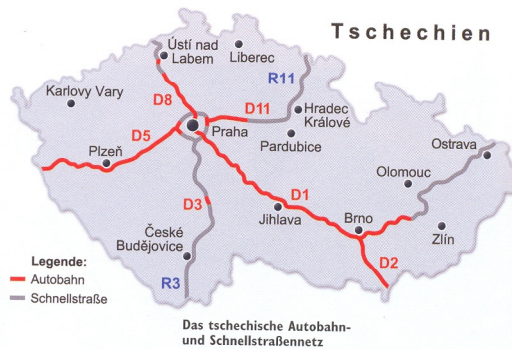 Tschechien
Ústí nad
Labem
Liberec
R11
Karlovy Vary
D8
D11
Hradec
Králové
D5
Praha
Pardubice
Ostrava
Plzeň
Olomouc
D1
D3
Jihlava
Brno
Zlín
České
Budějovice
D2
Legende:
Autobahn
R3
Schnellstraße
Das tschechische Autobahn-
und Schnellstraßennetz